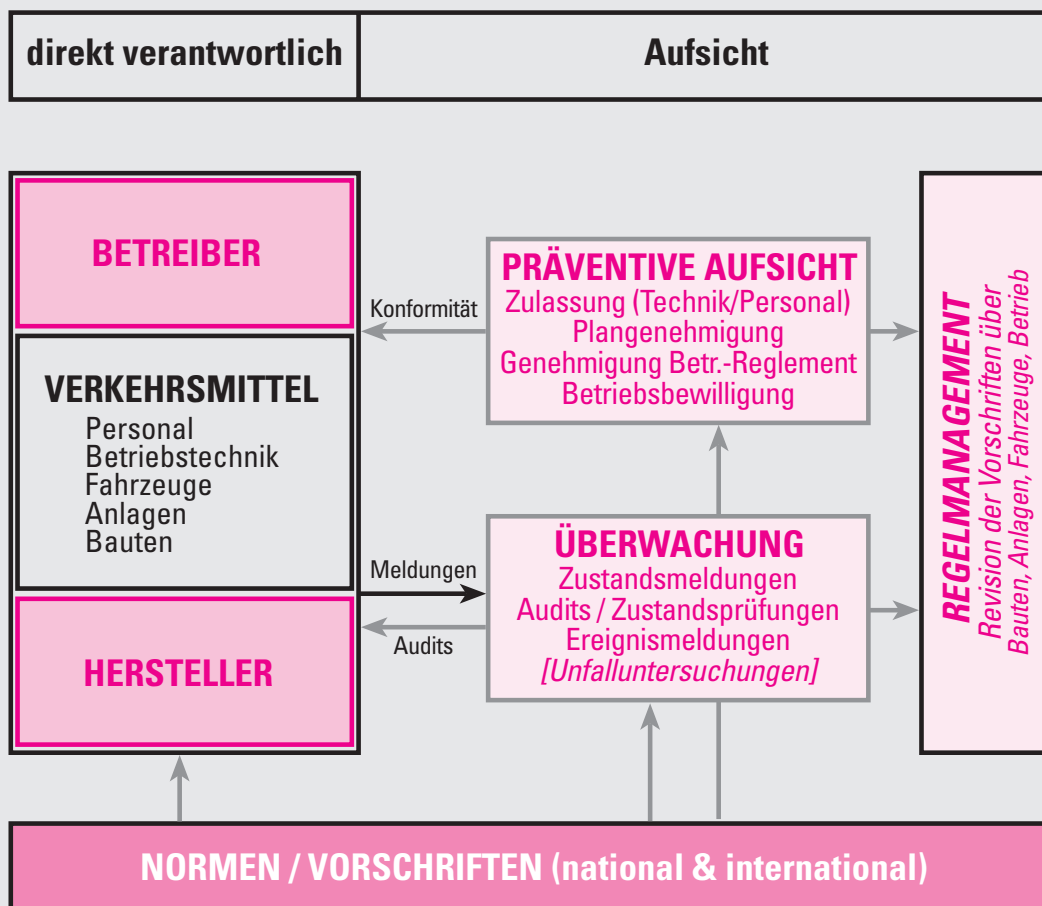 direkt verantwortlich
Aufsicht
BETREIBER
VERKEHRSMITTEL
Personal
Betriebstechnik
Fahrzeuge
Anlagen
Bauten
HERSTELLER
Konformität
Meldungen
Audits
PRÄVENTIVE AUFSICHT
Zulassung (Technik/Personal)
Plangenehmigung
Genehmigung Betr.-Reglement
Betriebsbewilligung
ÜBERWACHUNG
Zustandsmeldungen
Audits / Zustandsprüfungen
Ereignismeldungen
[Unfalluntersuchungen]
REGELMANAGEMENT
Revision der Vorschriften über
Bauten, Anlagen, Fahrzeuge, Betrieb
NORMEN / VORSCHRIFTEN (national & international)